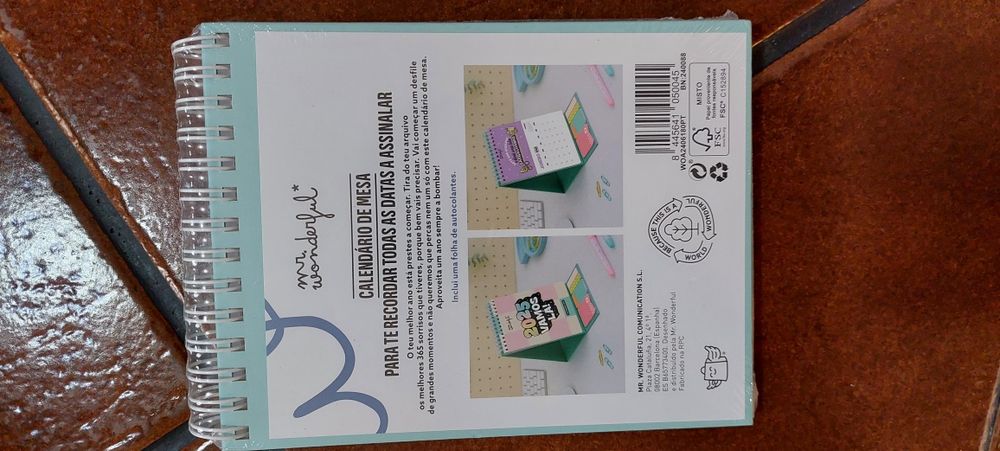 mr.
wonderful*
CALENDÁRIO DE MESA
PARA TE RECORDAR TODAS AS DATAS A ASSINALAR
O teu melhor ano está prestes a começar. Tira do teu arquivo
os melhores 365 sorrisos que tiveres, porque bem vais precisar. Vai começar um desfile
de grandes momentos e não queremos que percas nem um só com este calendário de mesa.
Aproveita um ano sempre a bombar!
Inclui uma folha de autocolantes.
2025
VAMOS
LÁ!
MR. WONDERFUL COMUNICATION S.L.
Plaza Cataluña, 21, 4º 1ª
08002 Barcelona (Espanha)
ES B65773400. Desenhado
e distribuído pela Mr. Wonderful
Fabricado na RPC
BECAUSE THIS IS A
WONDERFUL
WORLD
8 445641 050045
WOA2406180PT BN: 240088
FSC
MISTO
Papel proveniente de
fontes responsáveis
FSC® C152894